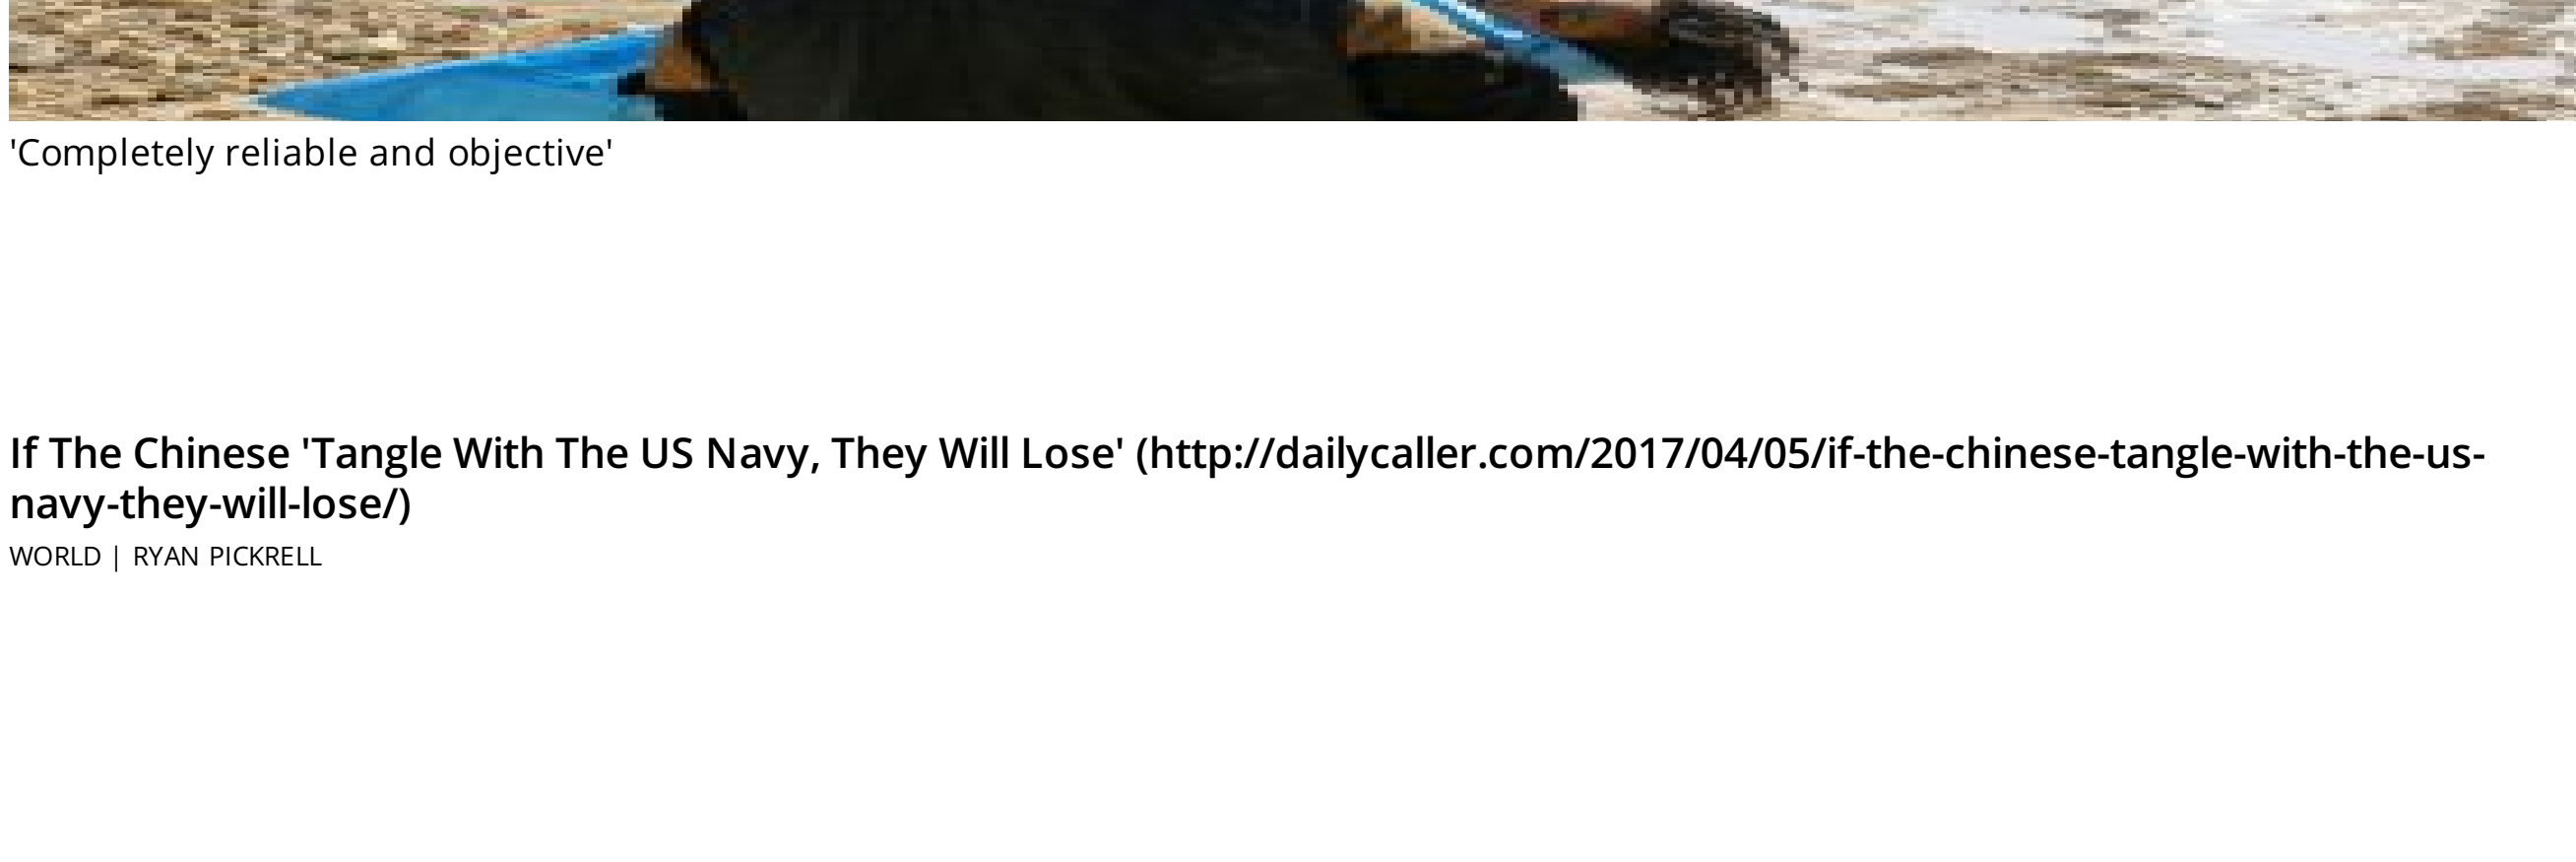 'Completely reliable and objective'
If The Chinese 'Tangle With The US Navy, They Will Lose' (http://dailycaller.com/2017/04/05/if-the-chinese-tangle-with-the-us-
navy-they-will-lose/)
WORLD | RYAN PICKRELL